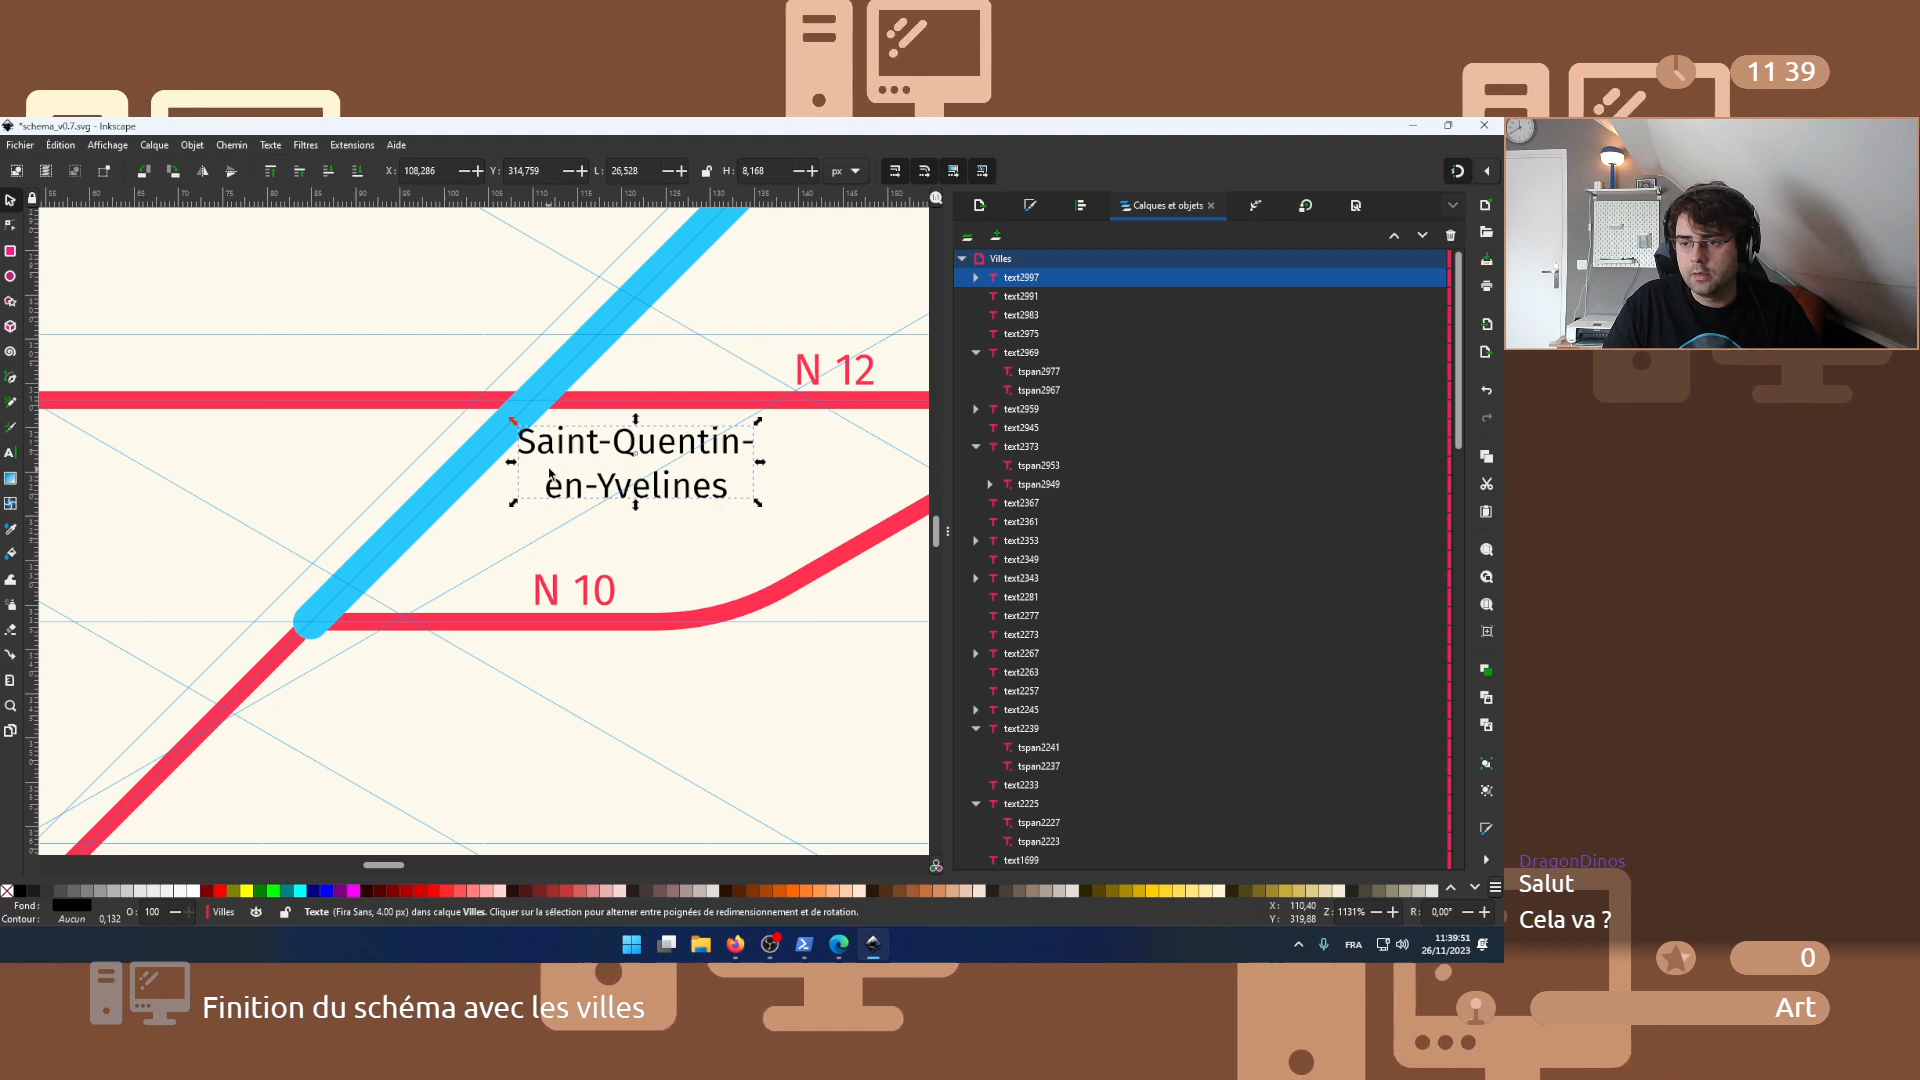 11 39
*schema_v0.7.svg - Inkscape
Fichier Édition Affichage Calque Objet Chemin Texte Filtres Extensions Aide
X: 108,286 Y: 314,759 L: 26,528 H: 8,168 px
Calques et objets
N 12
Saint-Quentin-
en-Yvelines
N 10
Villes
text2997
text2991
text2983
text2975
text2969
tspan2977
tspan2967
text2959
text2945
text2373
tspan2953
tspan2949
text2367
text2361
text2353
text2349
text2343
text2281
text2277
text2273
text2267
text2263
text2257
text2245
text2239
tspan2241
tspan2237
text2233
text2225
tspan2227
tspan2223
text1699
Fond :
Contour : Aucun 0,132 O: 100 Villes Texte (Fira Sans, 4.00 px) dans calque Villes. Cliquer sur la sélection pour alterner entre poignées de redimensionnement et de rotation.
X: 110,40
Y: 319,88 Z: 1131% R: 0,00°
FRA
11:39:51
26/11/2023
DragonDinos
Salut
Cela va ?
0
Art
Finition du schéma avec les villes